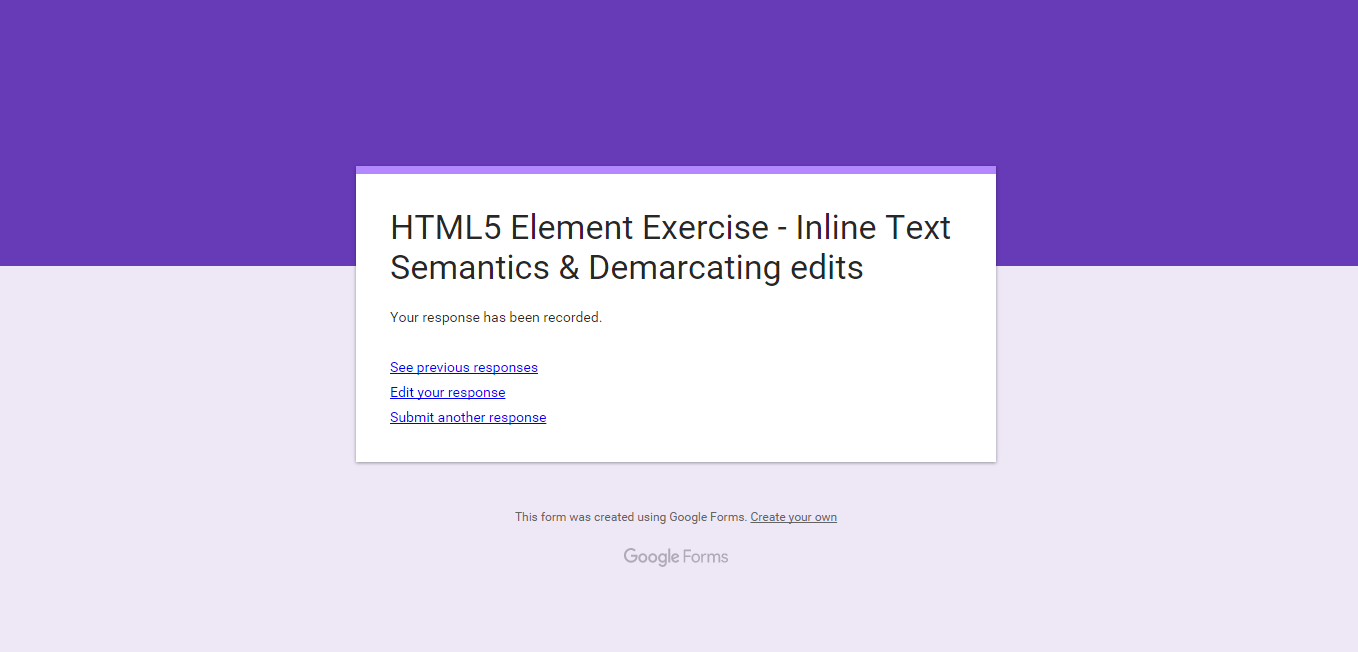 HTML5 Element Exercise - Inline Text
Semantics & Demarcating edits
Your response has been recorded.
See previous responses
Edit your response
Submit another response
This form was created using Google Forms. Create your own
Google Forms